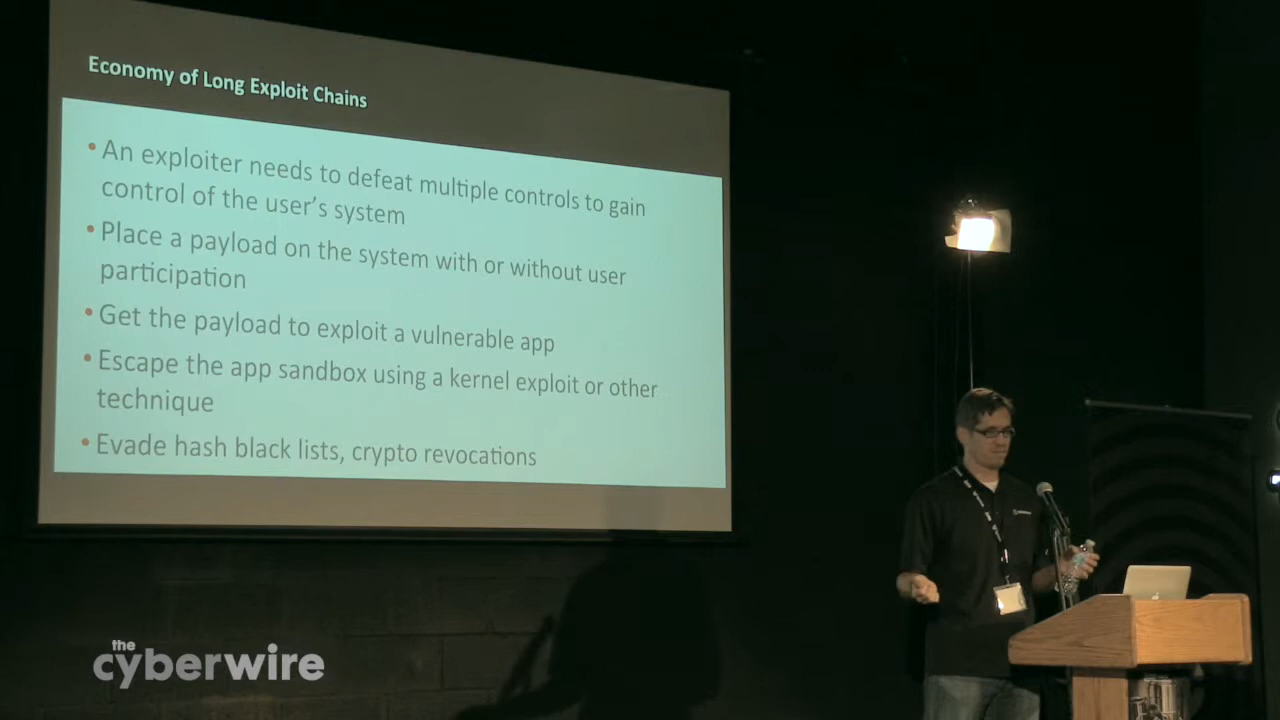 Economy of Long Exploit Chains
• An exploiter needs to defeat multiple controls to gain
control of the user's system
• Place a payload on the system with or without user
participation
• Get the payload to exploit a vulnerable app
• Escape the app sandbox using a kernel exploit or other
technique
• Evade hash black lists, crypto revocations
the
cyberwire